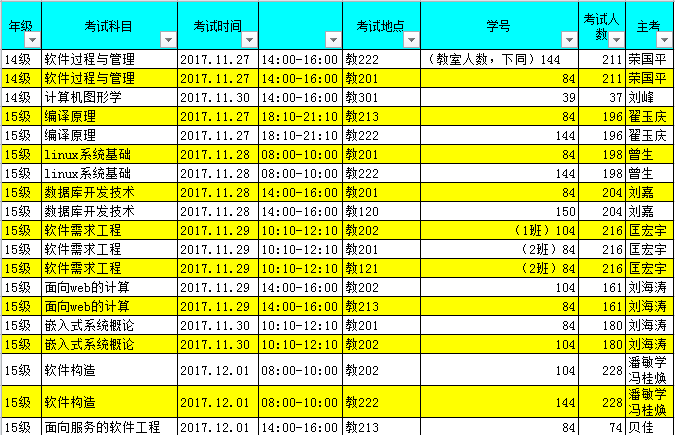 年级 考试科目 考试时间 考试地点 学号 考试人数 主考
14级 软件过程与管理 2017.11.27 14:00-16:00 教222 （教室人数，下同）144 211 荣国平
14级 软件过程与管理 2017.11.27 14:00-16:00 教201 84 211 荣国平
14级 计算机图形学 2017.11.30 14:00-16:00 教301 39 37 刘峰
15级 编译原理 2017.11.27 18:10-21:10 教213 84 196 翟玉庆
15级 编译原理 2017.11.27 18:10-21:10 教222 144 196 翟玉庆
15级 linux系统基础 2017.11.28 08:00-10:00 教201 84 198 曾生
15级 linux系统基础 2017.11.28 08:00-10:00 教222 144 198 曾生
15级 数据库开发技术 2017.11.28 14:00-16:00 教201 84 204 刘嘉
15级 数据库开发技术 2017.11.28 14:00-16:00 教120 150 204 刘嘉
15级 软件需求工程 2017.11.29 10:10-12:10 教202 （1班）104 216 匡宏宇
15级 软件需求工程 2017.11.29 10:10-12:10 教201 （2班）84 216 匡宏宇
15级 软件需求工程 2017.11.29 10:10-12:10 教121 （2班）84 216 匡宏宇
15级 面向web的计算 2017.11.29 14:00-16:00 教202 104 161 刘海涛
15级 面向web的计算 2017.11.29 14:00-16:00 教213 84 161 刘海涛
15级 嵌入式系统概论 2017.11.30 10:10-12:10 教201 84 180 刘海涛
15级 嵌入式系统概论 2017.11.30 10:10-12:10 教202 104 180 刘海涛
15级 软件构造 2017.12.01 08:00-10:00 教202 104 228 潘敏学 冯桂焕
15级 软件构造 2017.12.01 08:00-10:00 教222 144 228 潘敏学 冯桂焕
15级 面向服务的软件工程 2017.12.01 14:00-16:00 教213 84 74 贝佳